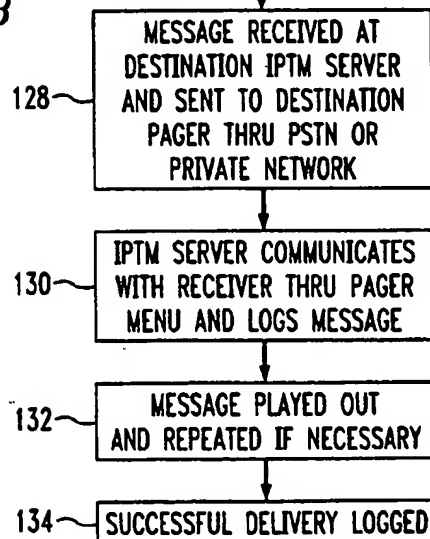 B
128
MESSAGE RECEIVED AT
DESTINATION IPTM SERVER
AND SENT TO DESTINATION
PAGER THRU PSTN OR
PRIVATE NETWORK
130
IPTM SERVER COMMUNICATES
WITH RECEIVER THRU PAGER
MENU AND LOGS MESSAGE
132
MESSAGE PLAYED OUT
AND REPEATED IF NECESSARY
134
SUCCESSFUL DELIVERY LOGGED